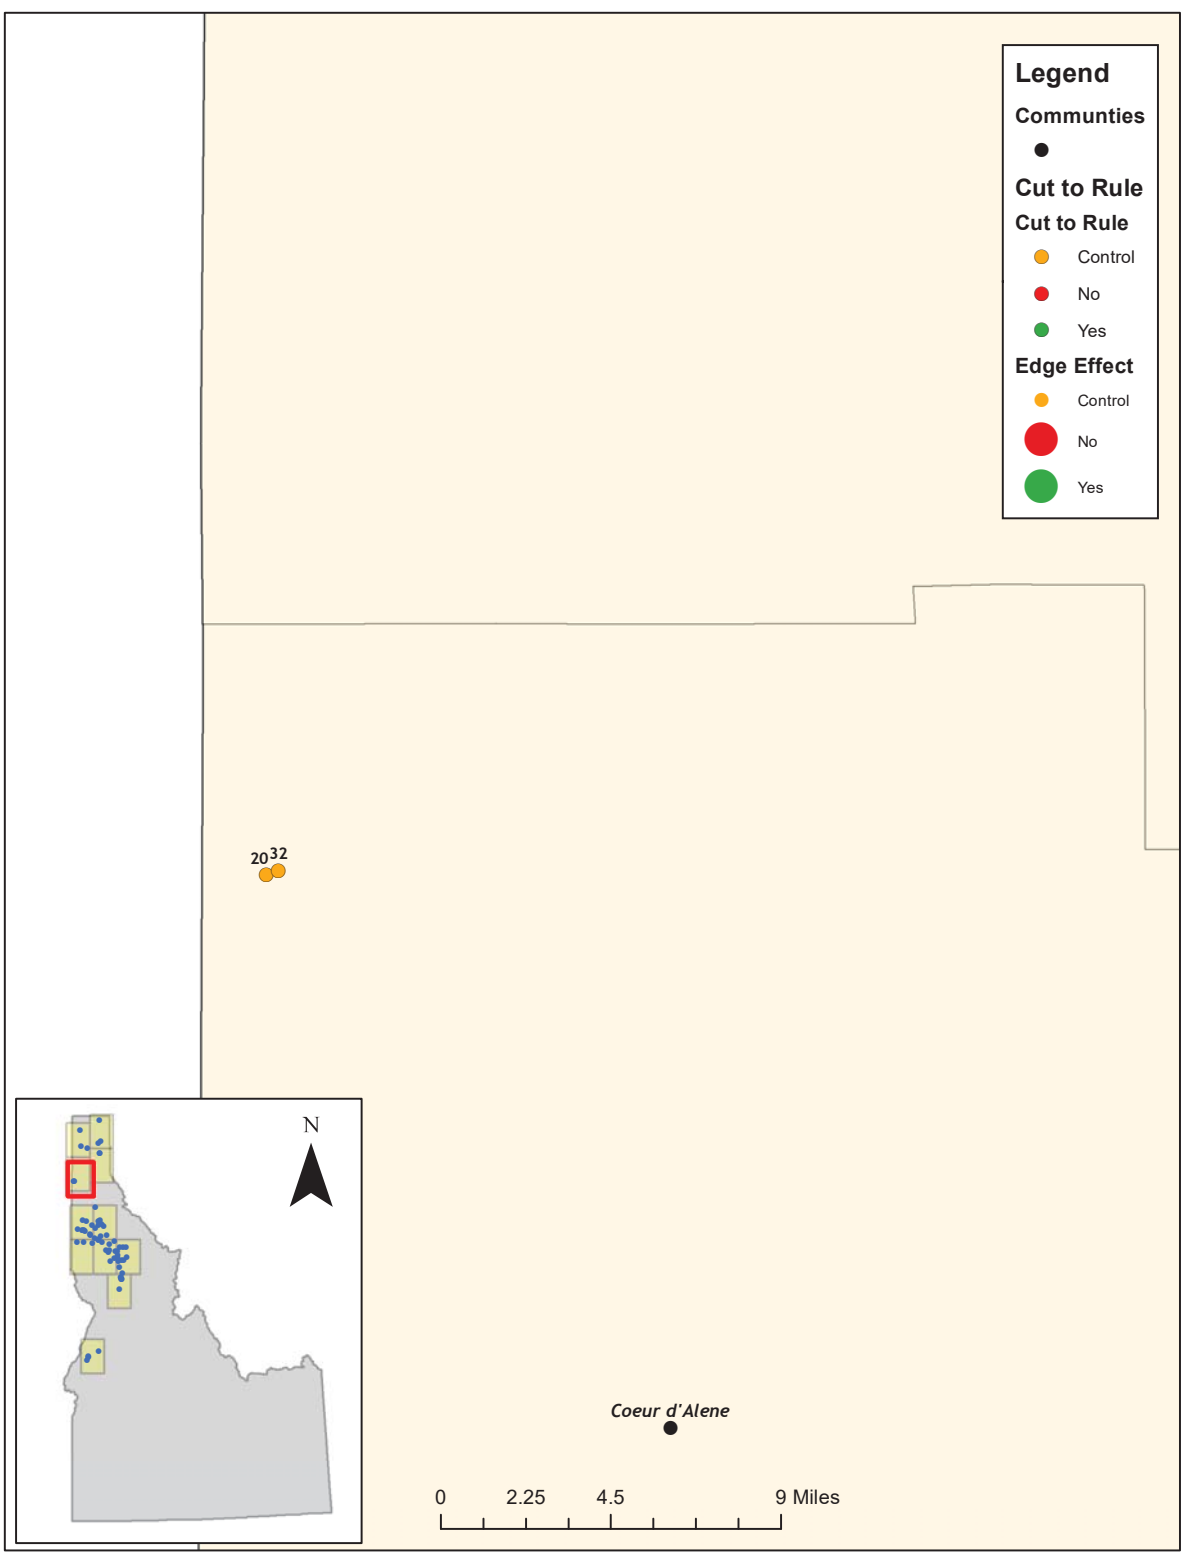 Legend
Communties
Cut to Rule
Cut to Rule
Control
No
Yes
Edge Effect
Control
No
Yes
20 32
N
Coeur d'Alene
0 2.25 4.5 9 Miles